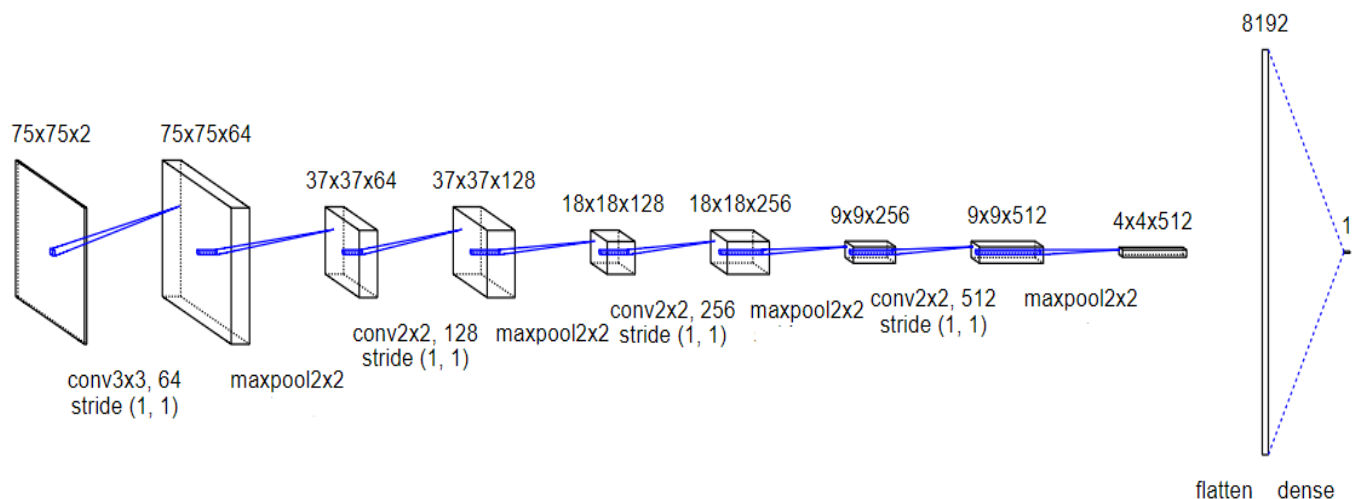 8192
75x75x2
75x75x64
37x37x64
37x37x128
18x18x128
18x18x256
9x9x256
9x9x512
4x4x512
1
conv3x3, 64
stride (1, 1)
maxpool2x2
conv2x2, 128
stride (1, 1)
maxpool2x2
conv2x2, 256
stride (1, 1)
maxpool2x2
conv2x2, 512
stride (1, 1)
maxpool2x2
flatten
dense